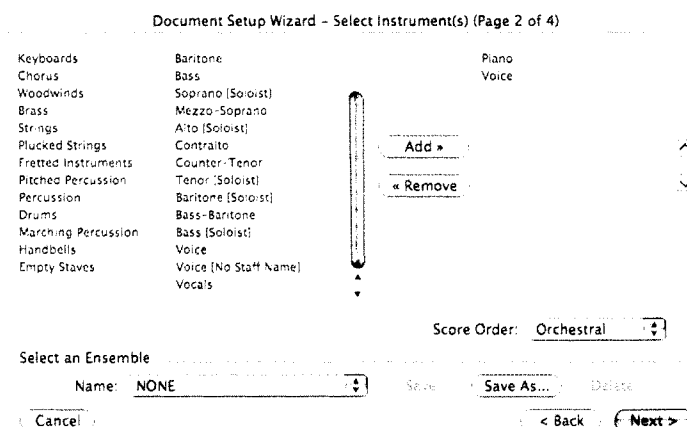 Document Setup Wizard – Select Instrument(s) (Page 2 of 4)
Keyboards
Chorus
Woodwinds
Brass
Strings
Plucked Strings
Fretted Instruments
Pitched Percussion
Percussion
Drums
Marching Percussion
Handbells
Empty Staves
Baritone
Bass
Soprano [Soloist]
Mezzo-Soprano
Alto [Soloist]
Contralto
Counter-Tenor
Tenor [Soloist]
Baritone [Soloist]
Bass-Baritone
Bass [Soloist]
Voice
Voice [No Staff Name]
Vocals
Add »
« Remove
Piano
Voice
Score Order: Orchestral
Select an Ensemble
Name: NONE
Save
Save As...
Delete
Cancel
< Back
Next >